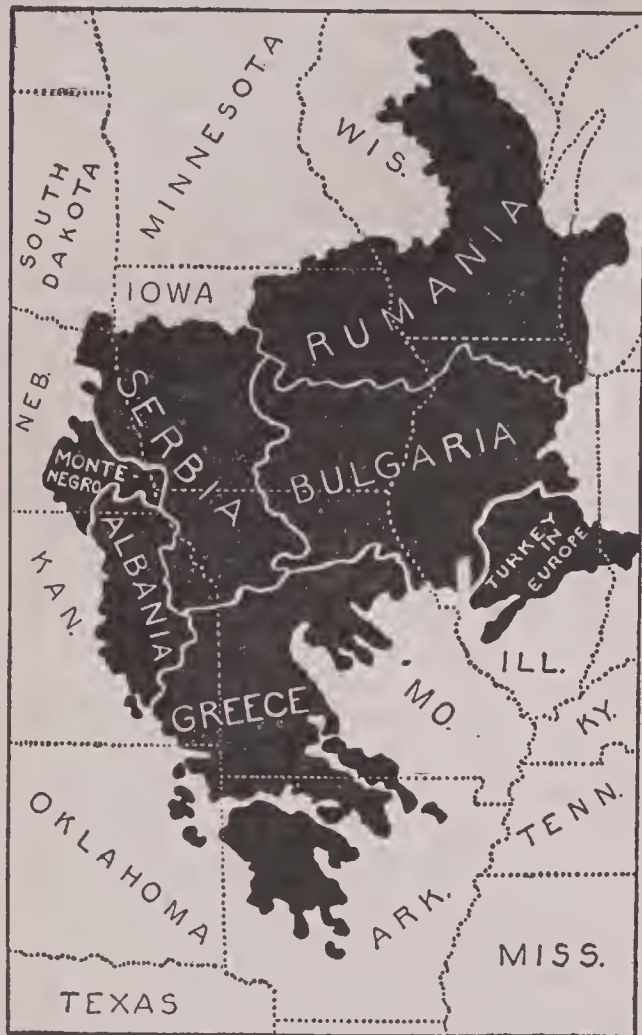 MINNESOTA
WIS.
SOUTH
DAKOTA
IOWA
RUMANIA
NEB.
SERBIA
BULGARIA
MONTE-
NEGRO
ALBANIA
TURKEY
IN
EUROPE
KAN.
ILL.
GREECE
MO.
KY.
TENN.
OKLAHOMA
ARK.
MISS.
TEXAS